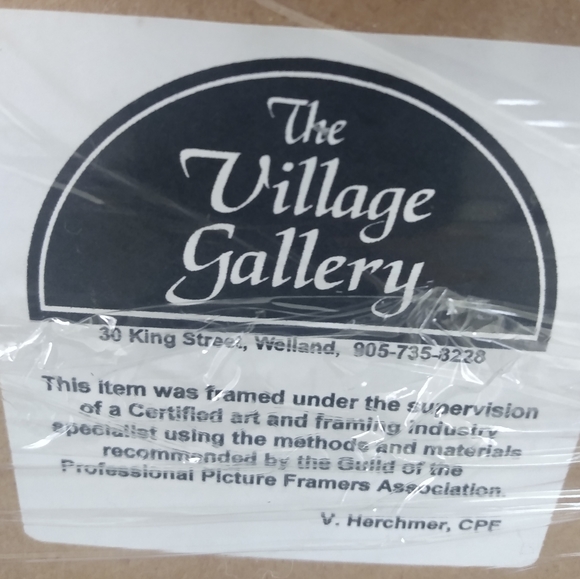 The
Village
Gallery
30 King Street, Welland, 905-735-8228
This item was framed under the supervision
of a Certified art and framing industry
specialist using the methods and materials
recommended by the Guild of the
Professional Picture Framers Association.
V. Herchmer, CPF